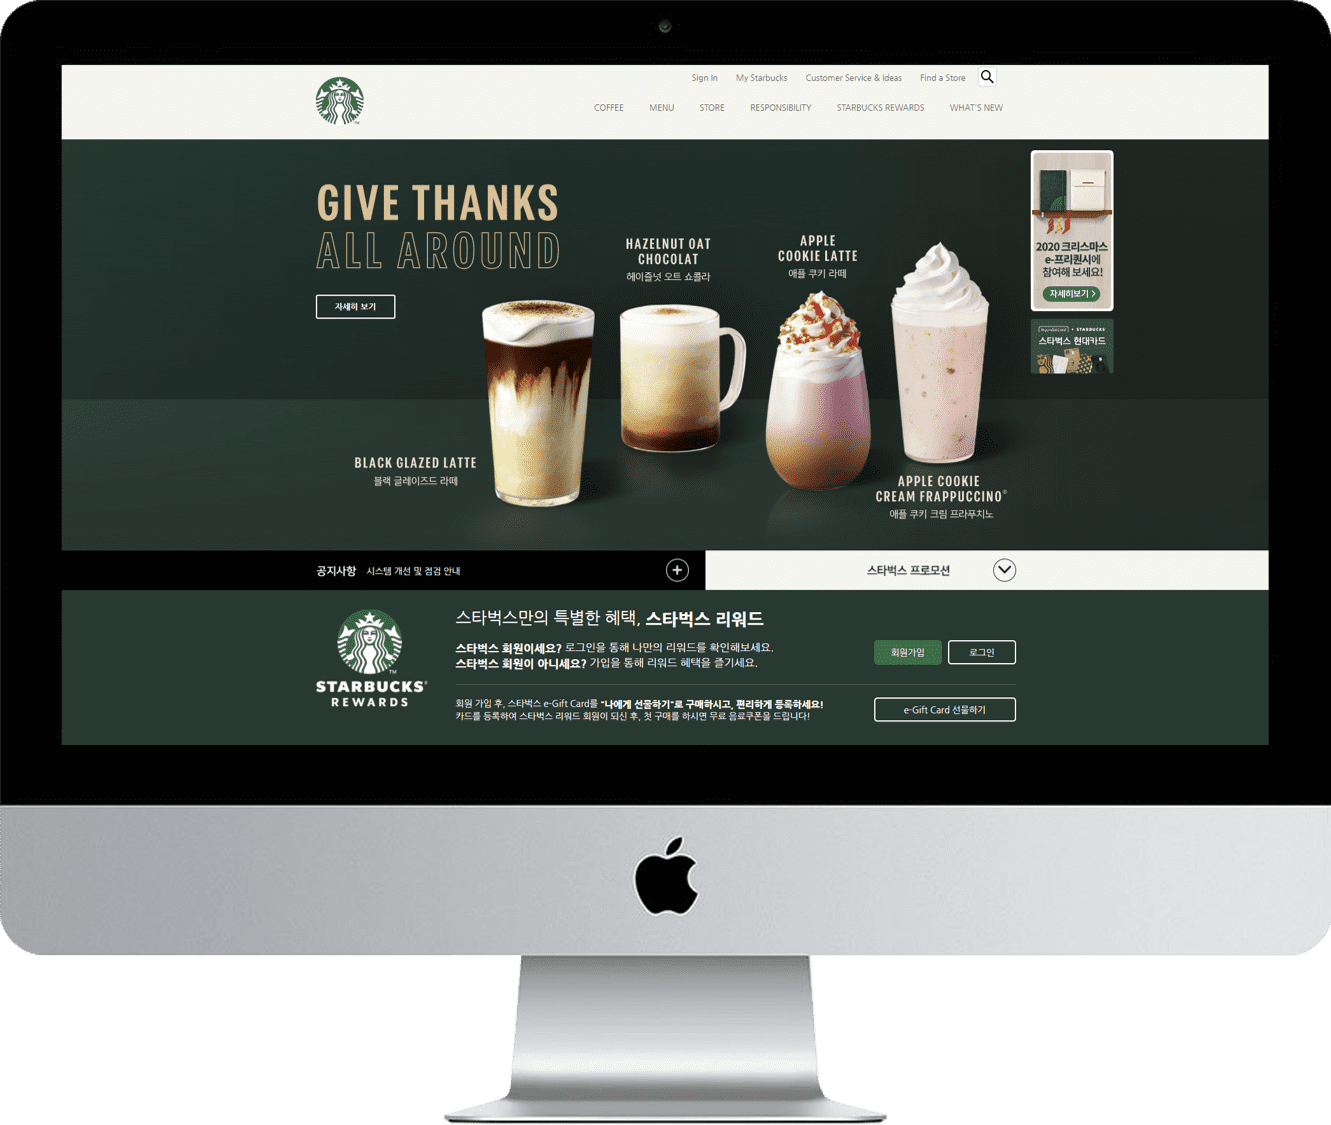 Sign In
My Starbucks
Customer Service & Ideas
Find a Store
COFFEE
MENU
STORE
RESPONSIBILITY
STARBUCKS REWARDS
WHAT'S NEW
GIVE THANKS
ALL AROUND
자세히 보기
HAZELNUT OAT
CHOCOLAT
헤이즐넛 오트 쇼콜라
APPLE
COOKIE LATTE
애플 쿠키 라떼
BLACK GLAZED LATTE
블랙 글레이즈드 라떼
APPLE COOKIE
CREAM FRAPPUCCINO®
애플 쿠키 크림 프라푸치노
2020 크리스마스
e-프리퀀시에
참여해 보세요!
자세히보기 >
+ STARBUCKS
스타벅스 현대카드
공지사항 시스템 개선 및 점검 안내
스타벅스 프로모션
TM
STARBUCKS®
REWARDS
스타벅스만의 특별한 혜택, 스타벅스 리워드
스타벅스 회원이세요? 로그인을 통해 나만의 리워드를 확인해보세요.
스타벅스 회원이 아니세요? 가입을 통해 리워드 혜택을 즐기세요.
회원가입
로그인
회원 가입 후, 스타벅스 e-Gift Card를 "나에게 선물하기"로 구매하시고, 편리하게 등록하세요!
카드를 등록하여 스타벅스 리워드 회원이 되신 후, 첫 구매를 하시면 무료 음료쿠폰을 드립니다!
e-Gift Card 선물하기